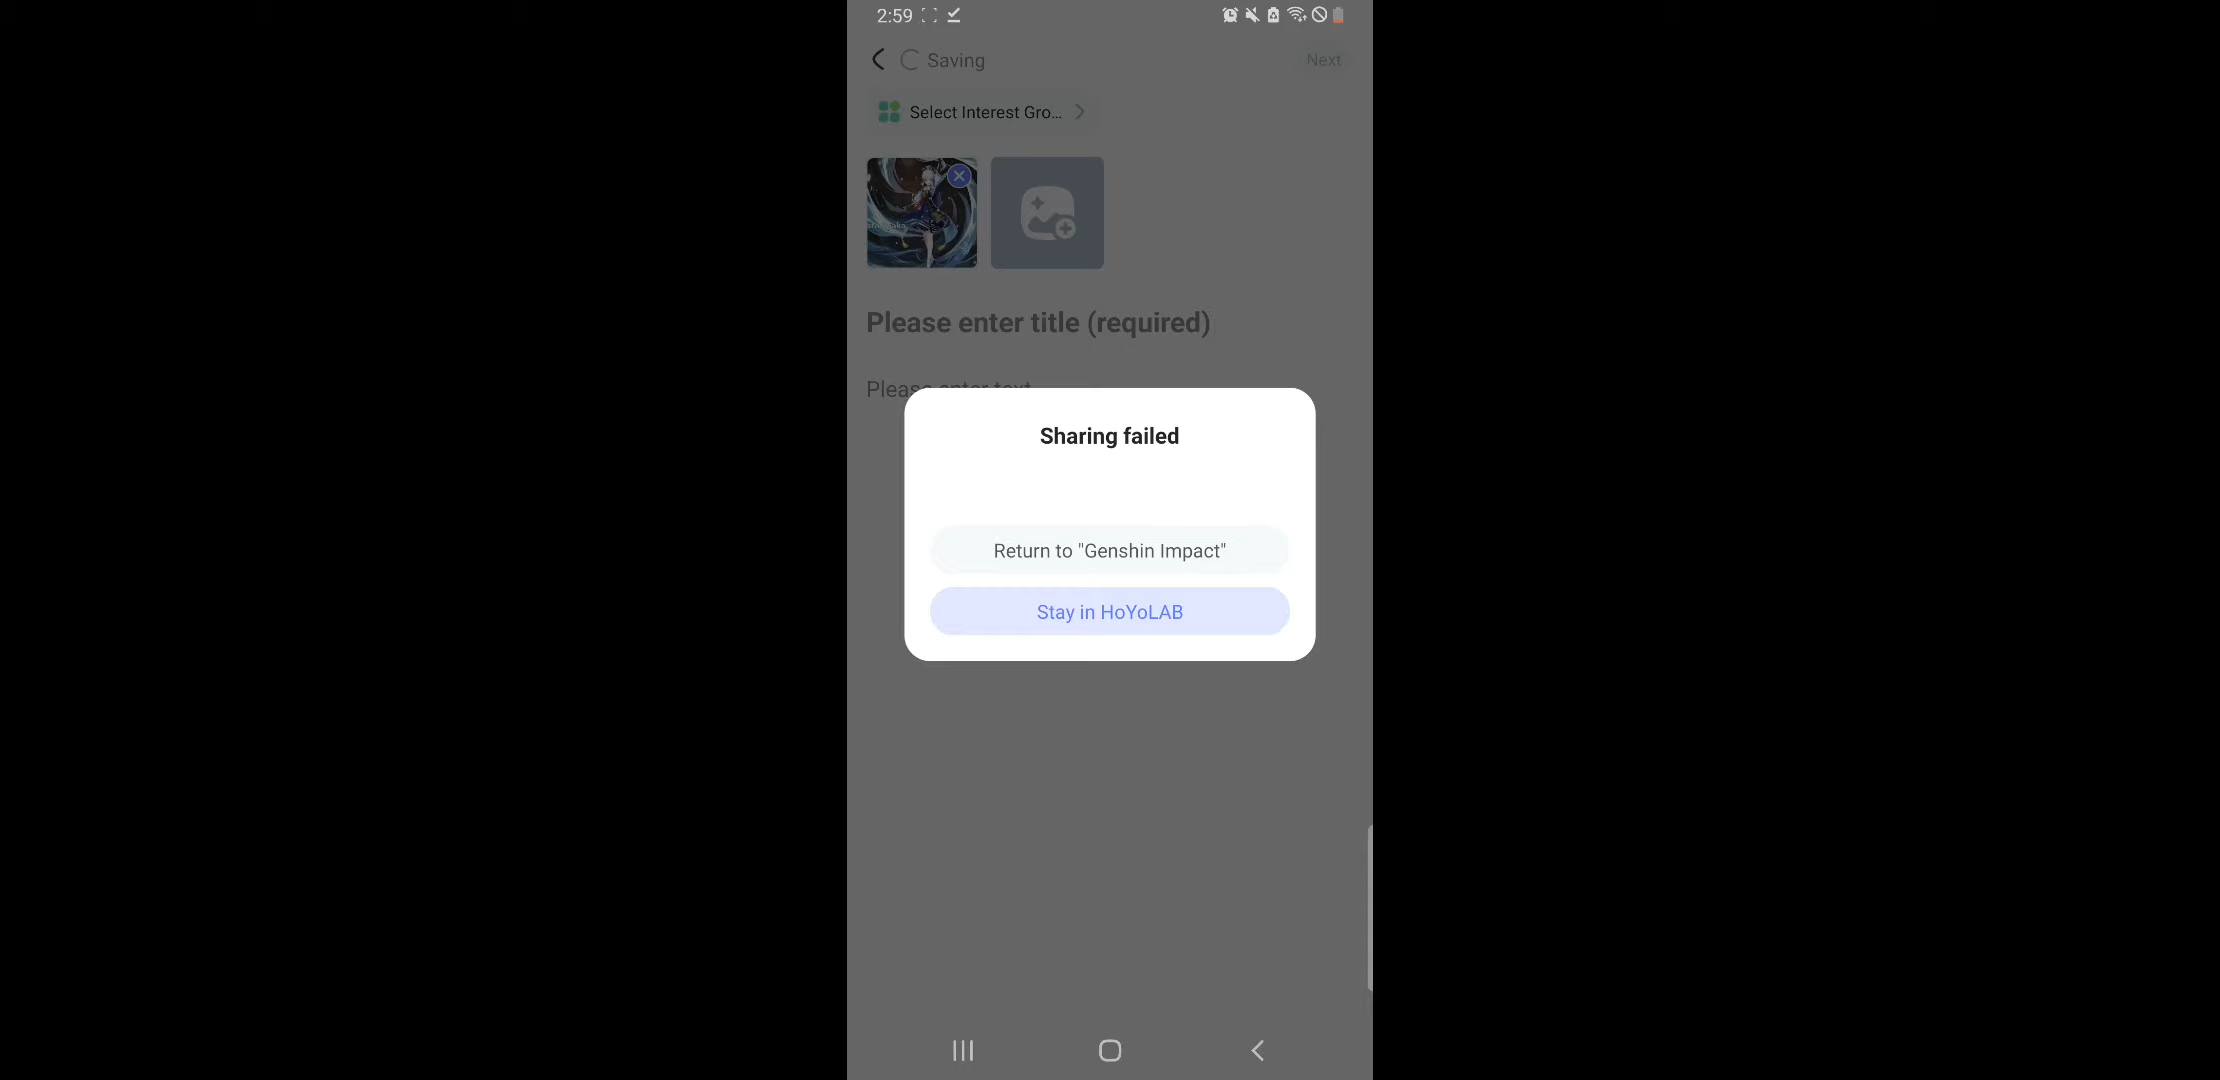 2:59
Saving
Next
Select Interest Gro...
Please enter title (required)
Please enter text
Sharing failed
Return to "Genshin Impact"
Stay in HoYoLAB